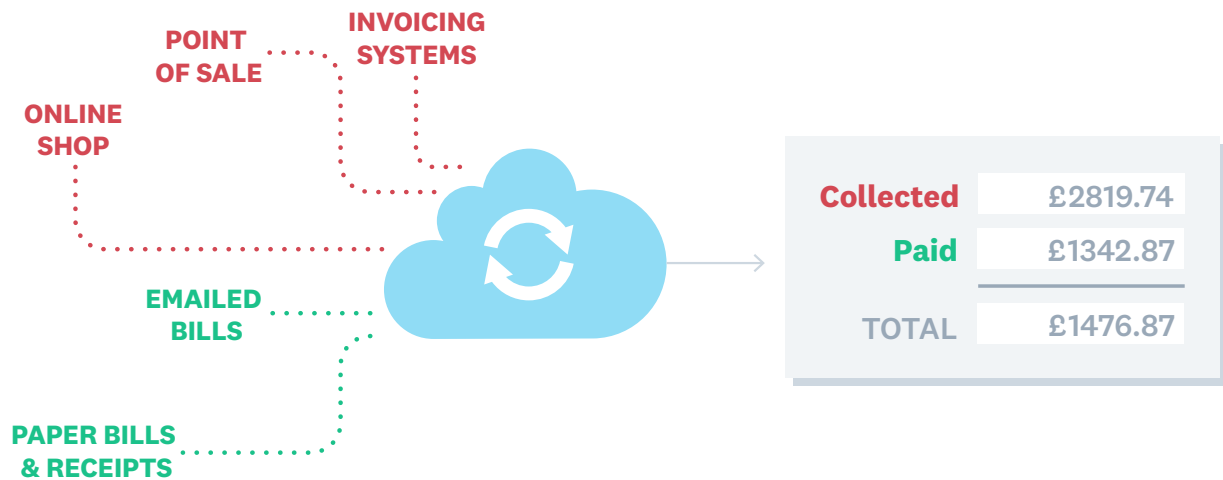 INVOICING
SYSTEMS
POINT
OF SALE
ONLINE
SHOP
EMAILED
BILLS
PAPER BILLS
& RECEIPTS
Collected £2819.74
Paid £1342.87
TOTAL £1476.87